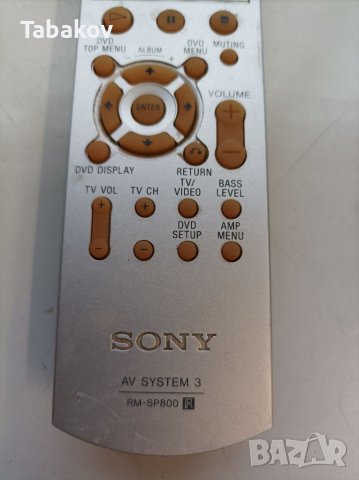 Tabakov
DVD
TOP MENU
ALBUM
- +
DVD
MENU
MUTING
ENTER
VOLUME
+
-
DVD DISPLAY
RETURN
TV VOL
TV CH
TV/
VIDEO
BASS
LEVEL
+
+
DVD
SETUP
AMP
MENU
-
-
SONY
AV SYSTEM 3
RM-SP800 R
BAZAR